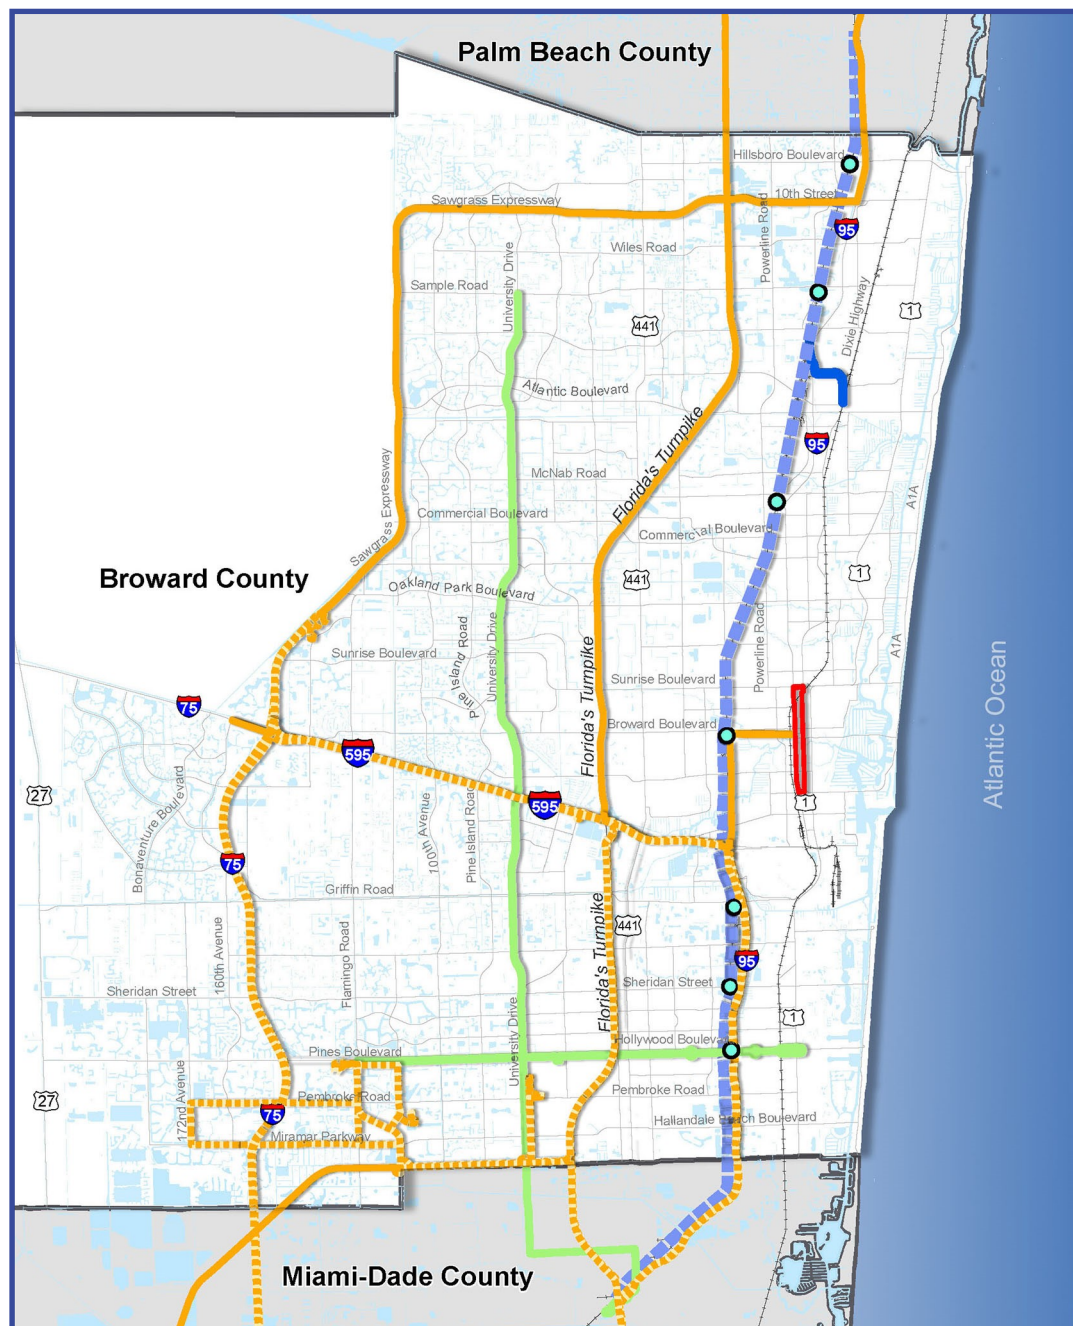 Palm Beach County
Hillsboro Boulevard
10th Street
Sawgrass Expressway
Powerline Road
95
Wiles Road
University Drive
Sample Road
Dixie Highway
1
441
Atlantic Boulevard
Florida's Turnpike
95
McNab Road
Sawgrass Expressway
Commercial Boulevard
Commercial Boulevard
A1A
Broward County
441
1
Oakland Park Boulevard
Pine Island Road
University Drive
Powerline Road
A1A
Sunrise Boulevard
Sunrise Boulevard
Florida's Turnpike
75
Broward Boulevard
Atlantic Ocean
595
27
Bonaventure Boulevard
100th Avenue
Pine Island Road
595
1
75
Griffin Road
441
160th Avenue
Flamingo Road
Florida's Turnpike
95
Sheridan Street
Sheridan Street
1
University Drive
Hollywood Boulevard
Pines Boulevard
172nd Avenue
27
Pembroke Road
Pembroke Road
75
Hallandale Beach Boulevard
Miramar Parkway
Miami-Dade County